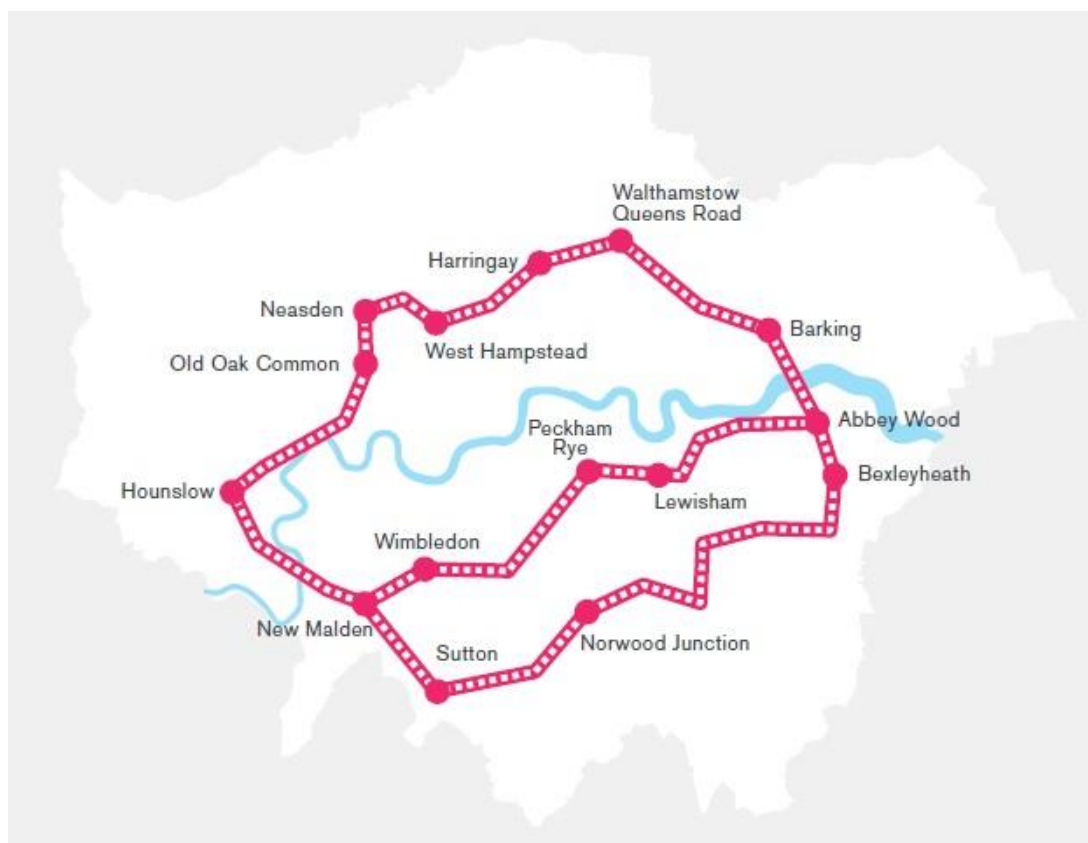 Walthamstow
Queens Road
Harringay
Neasden
Barking
West Hampstead
Old Oak Common
Abbey Wood
Peckham
Rye
Bexleyheath
Hounslow
Lewisham
Wimbledon
New Malden
Norwood Junction
Sutton